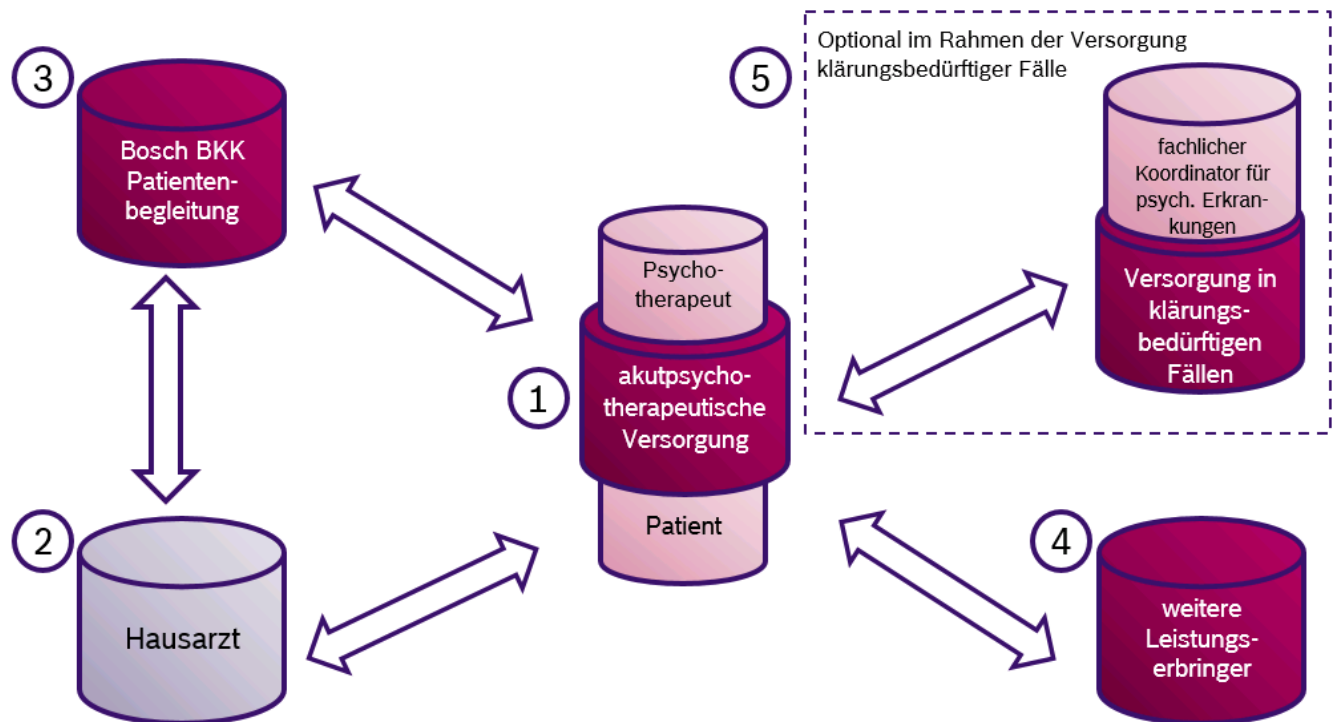 3
Bosch BKK
Patienten-
begleitung
2
Hausarzt
1
Psycho-
therapeut
akutpsycho-
therapeutische
Versorgung
Patient
5
Optional im Rahmen der Versorgung
klärungsbedürftiger Fälle
fachlicher
Koordinator für
psych. Erkran-
kungen
Versorgung in
klärungs-
bedürftigen
Fällen
4
weitere
Leistungs-
erbringer